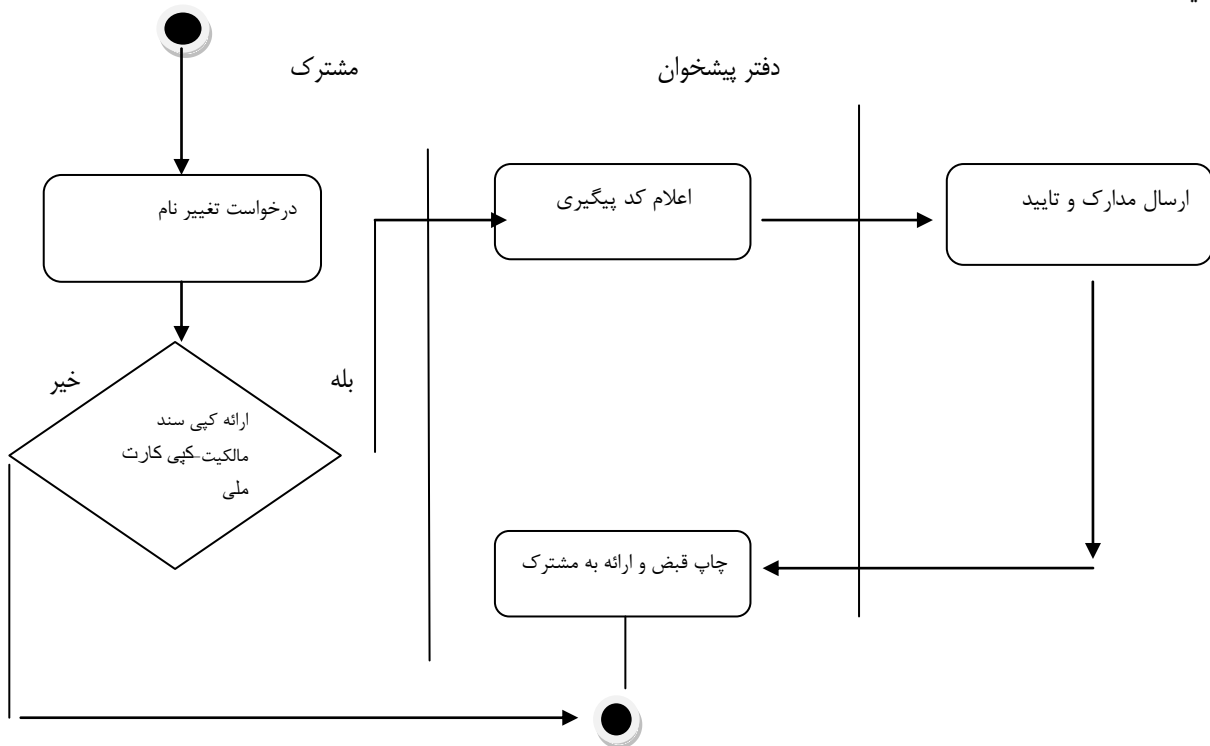 مشترک
دفتر پیشخوان
درخواست تغییر نام
اعلام کد پیگیری
ارسال مدارک و تایید
خیر
بله
ارائه کپی سند
مالکیت-کپی کارت
ملی
چاپ قبض و ارائه به مشترک